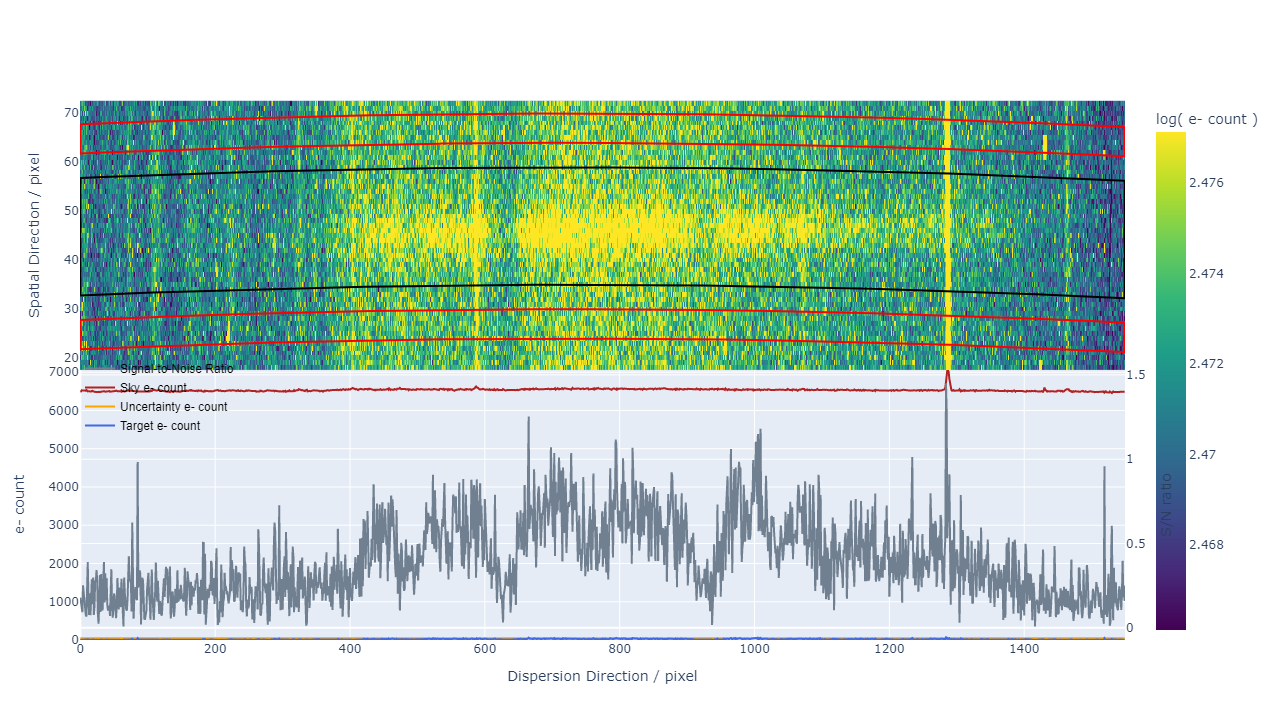 log( e- count )
70
60
50
40
30
20
Spatial Direction / pixel
2.476
2.474
2.472
2.47
2.468
S/N ratio
Signal-to-Noise Ratio
Sky e- count
Uncertainty e- count
Target e- count
7000
6000
5000
4000
3000
2000
1000
0
e- count
1.5
1
0.5
0
0 200 400 600 800 1000 1200 1400
Dispersion Direction / pixel